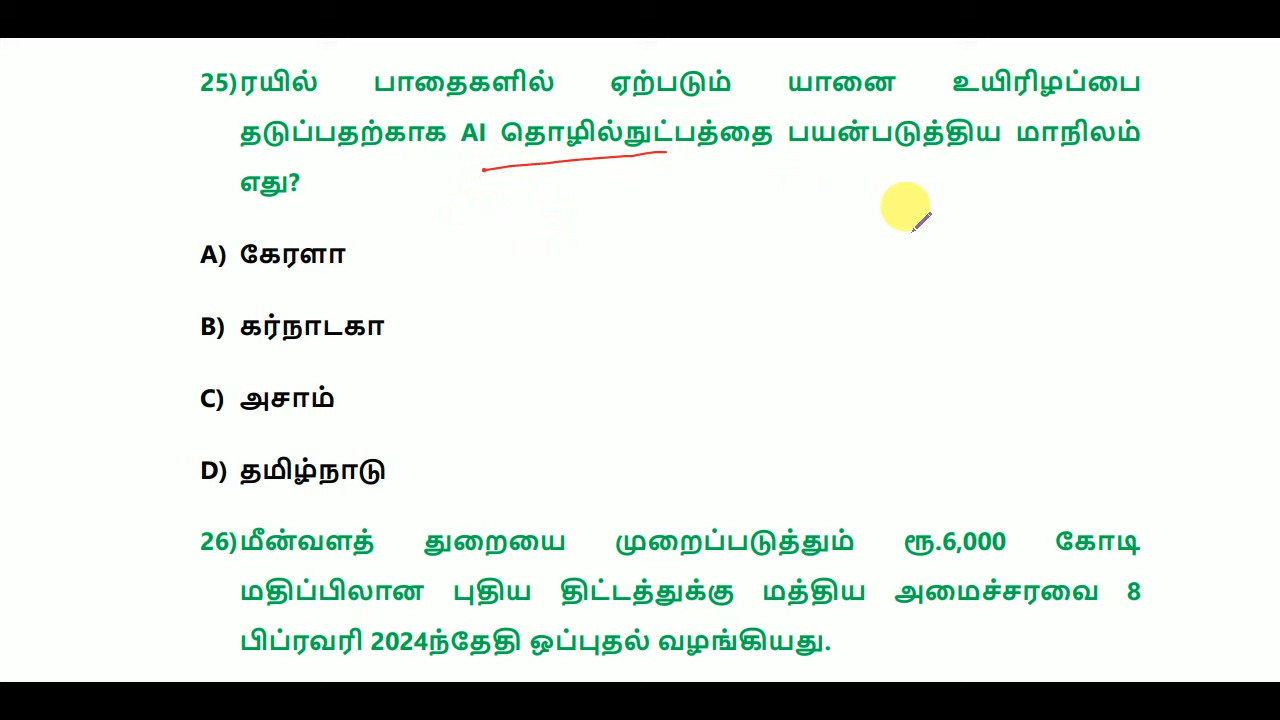 25) ரயில் பாதைகளில் ஏற்படும் யானை உயிரிழப்பை
தடுப்பதற்காக AI தொழில்நுட்பத்தை பயன்படுத்திய மாநிலம்
எது?
A) கேரளா
B) கர்நாடகா
C) அசாம்
D) தமிழ்நாடு
26) மீன்வளத் துறையை முறைப்படுத்தும் ரூ.6,000 கோடி
மதிப்பிலான புதிய திட்டத்துக்கு மத்திய அமைச்சரவை 8
பிப்ரவரி 2024ந்தேதி ஒப்புதல் வழங்கியது.